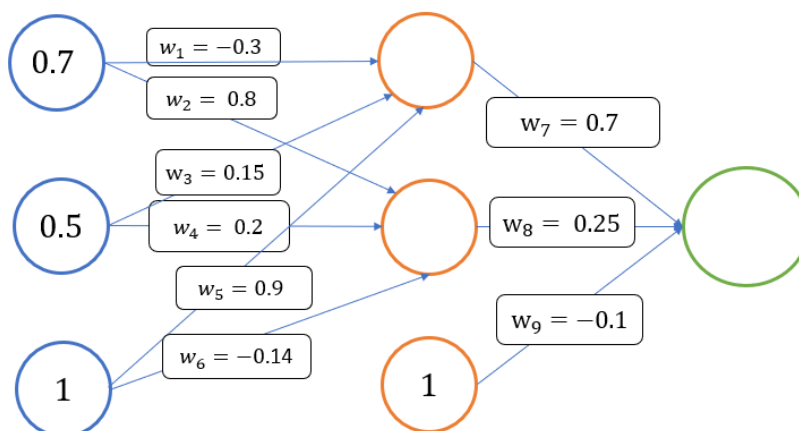 0.7
w₁ = −0.3
w₂ = 0.8
w₇ = 0.7
w₃ = 0.15
0.5
w₄ = 0.2
w₈ = 0.25
w₅ = 0.9
w₉ = −0.1
w₆ = −0.14
1
1